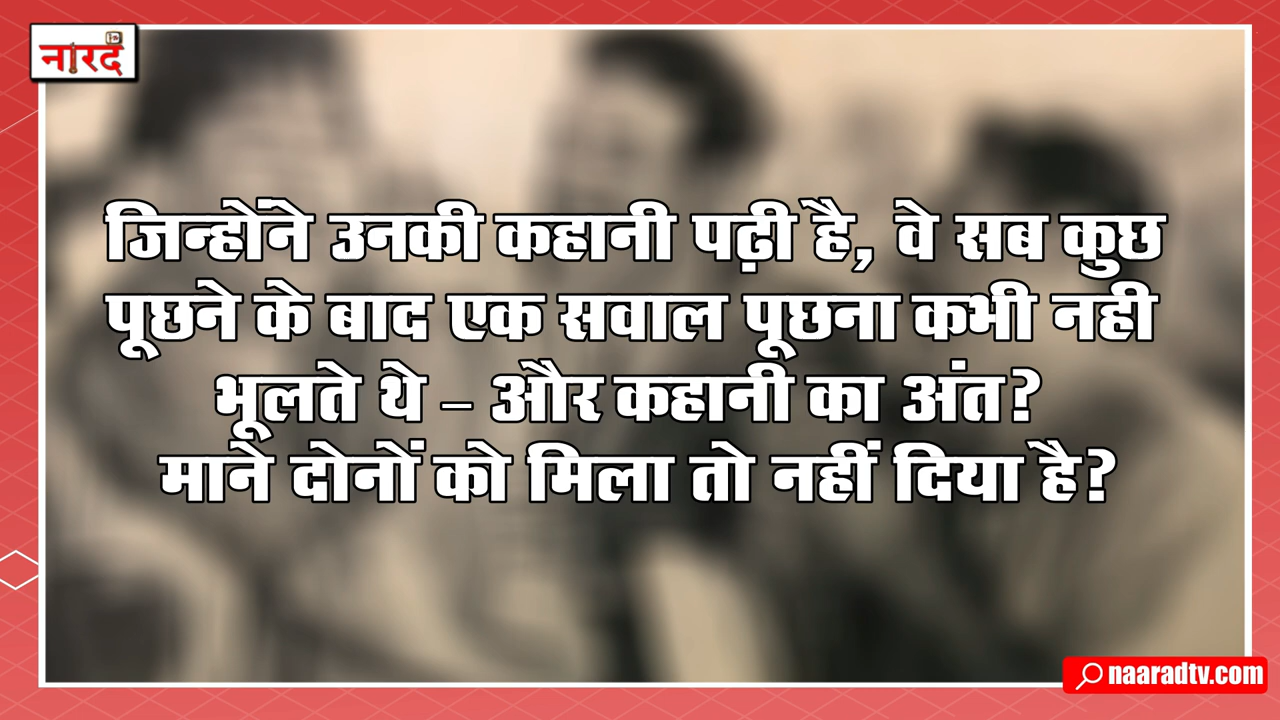 नारद
जिन्होंने उनकी कहानी पढ़ी है, वे सब कुछ
पूछने के बाद एक सवाल पूछना कभी नही
भूलते थे – और कहानी का अंत?
माने दोनों को मिला तो नहीं दिया है?
naaradtv.com